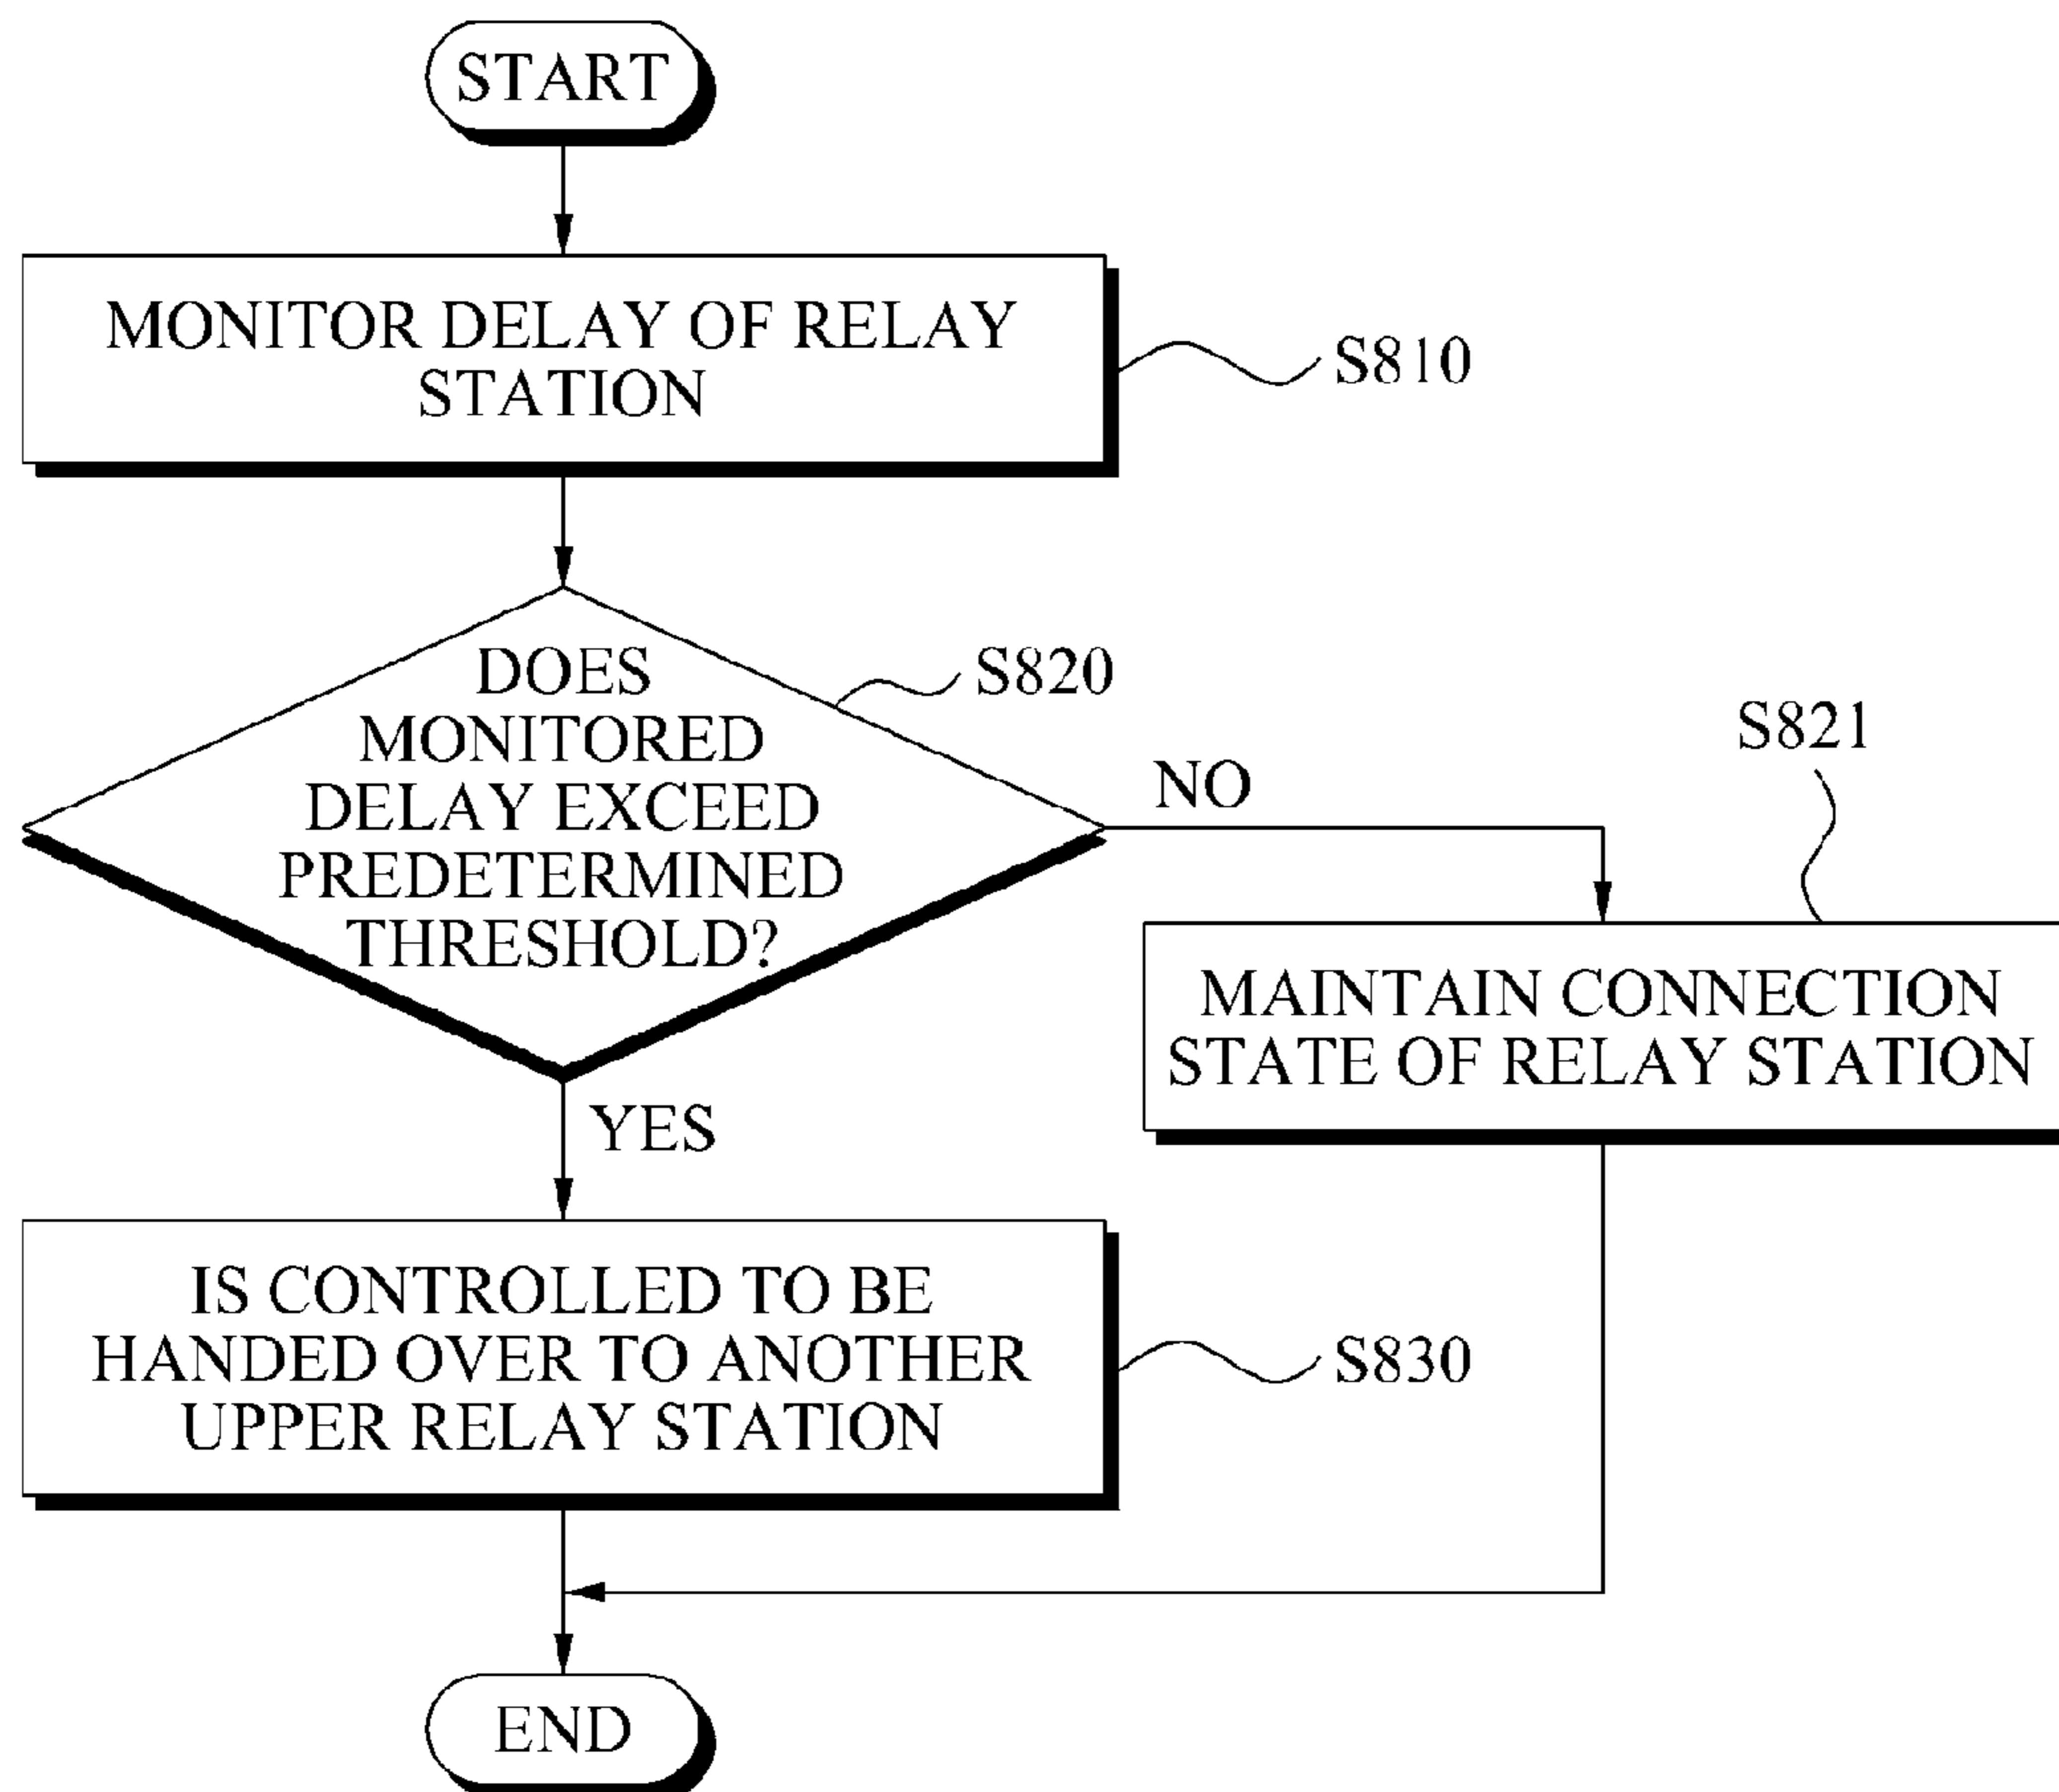 START
MONITOR DELAY OF RELAY
STATION
S810
DOES
MONITORED
DELAY EXCEED
PREDETERMINED
THRESHOLD?
S820
NO
S821
MAINTAIN CONNECTION
STATE OF RELAY STATION
YES
IS CONTROLLED TO BE
HANDED OVER TO ANOTHER
UPPER RELAY STATION
S830
END